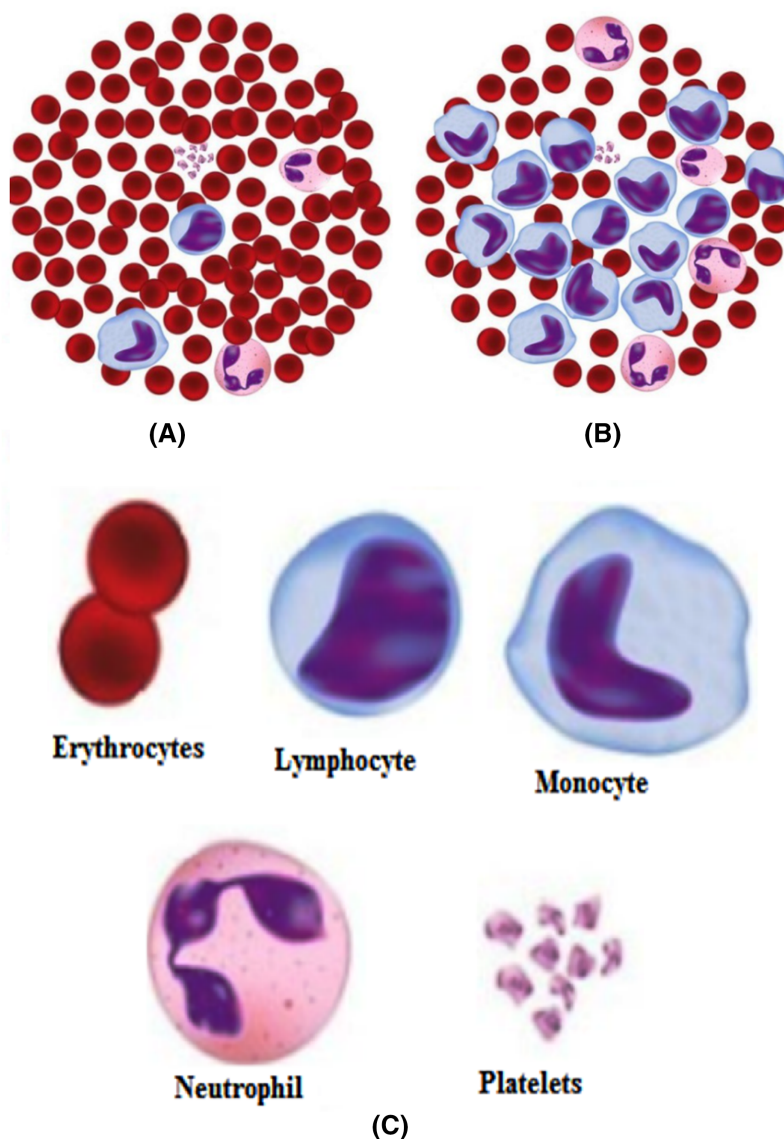 (A)
(B)
Erythrocytes
Lymphocyte
Monocyte
Neutrophil
Platelets
(C)